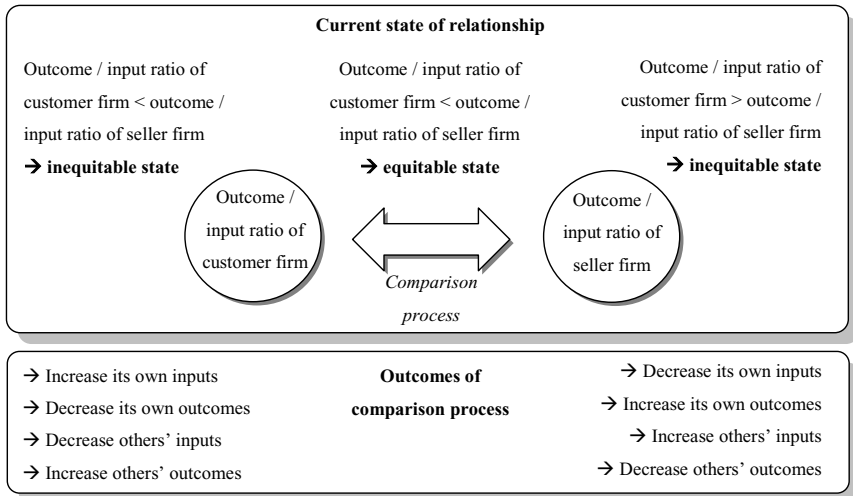 Current state of relationship
Outcome / input ratio of
customer firm < outcome /
input ratio of seller firm
→ inequitable state
Outcome / input ratio of
customer firm < outcome /
input ratio of seller firm
→ equitable state
Outcome / input ratio of
customer firm > outcome /
input ratio of seller firm
→ inequitable state
Outcome /
input ratio of
customer firm
Comparison
process
Outcome /
input ratio of
seller firm
→ Increase its own inputs
→ Decrease its own outcomes
→ Decrease others’ inputs
→ Increase others’ outcomes
Outcomes of
comparison process
→ Decrease its own inputs
→ Increase its own outcomes
→ Increase others’ inputs
→ Decrease others’ outcomes